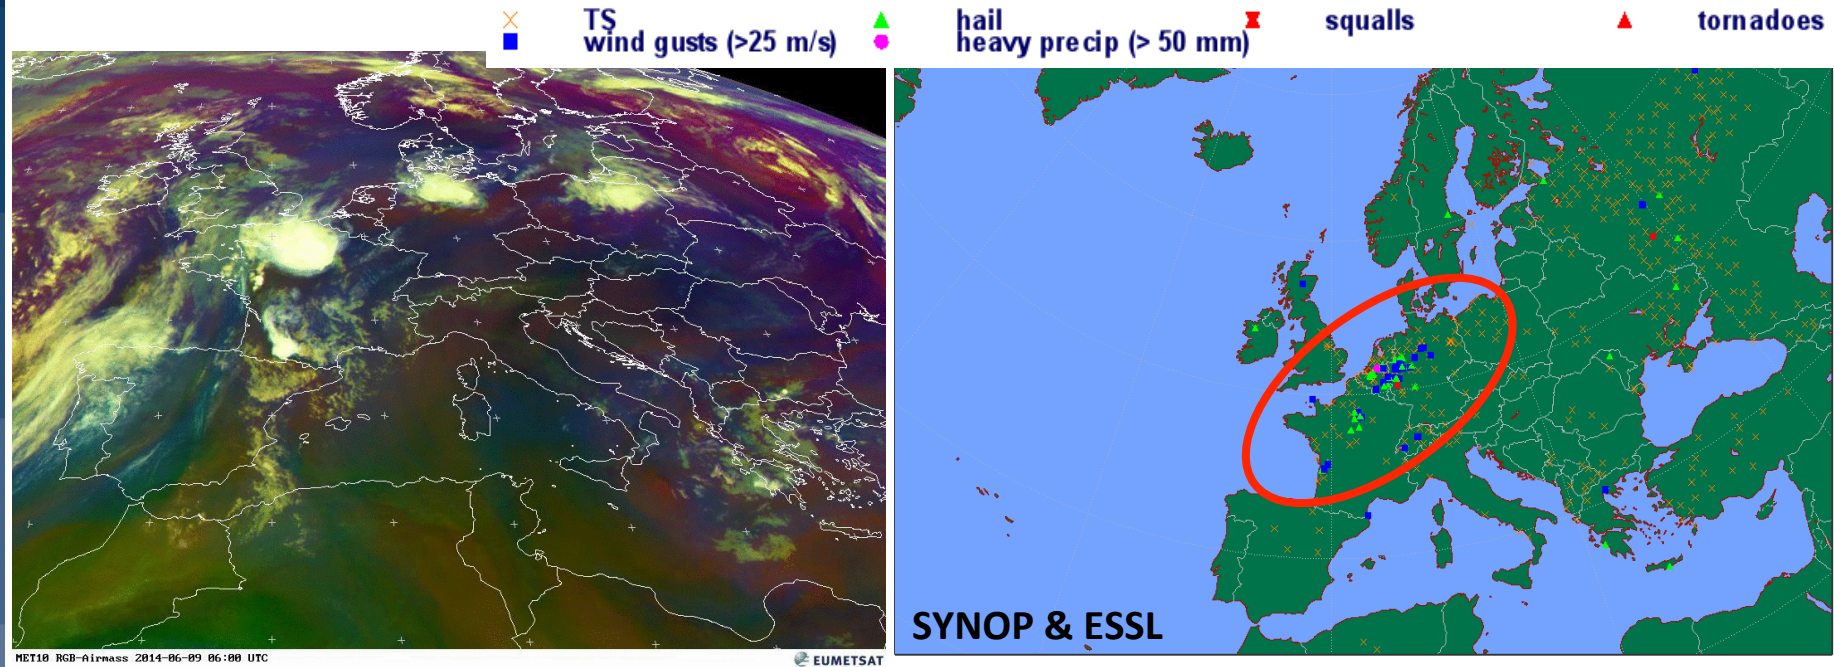 TS hail squalls tornadoes
wind gusts (>25 m/s) heavy precip (> 50 mm)
SYNOP & ESSL
MET10 RGB-Airmass 2014-06-09 06:00 UTC
EUMETSAT